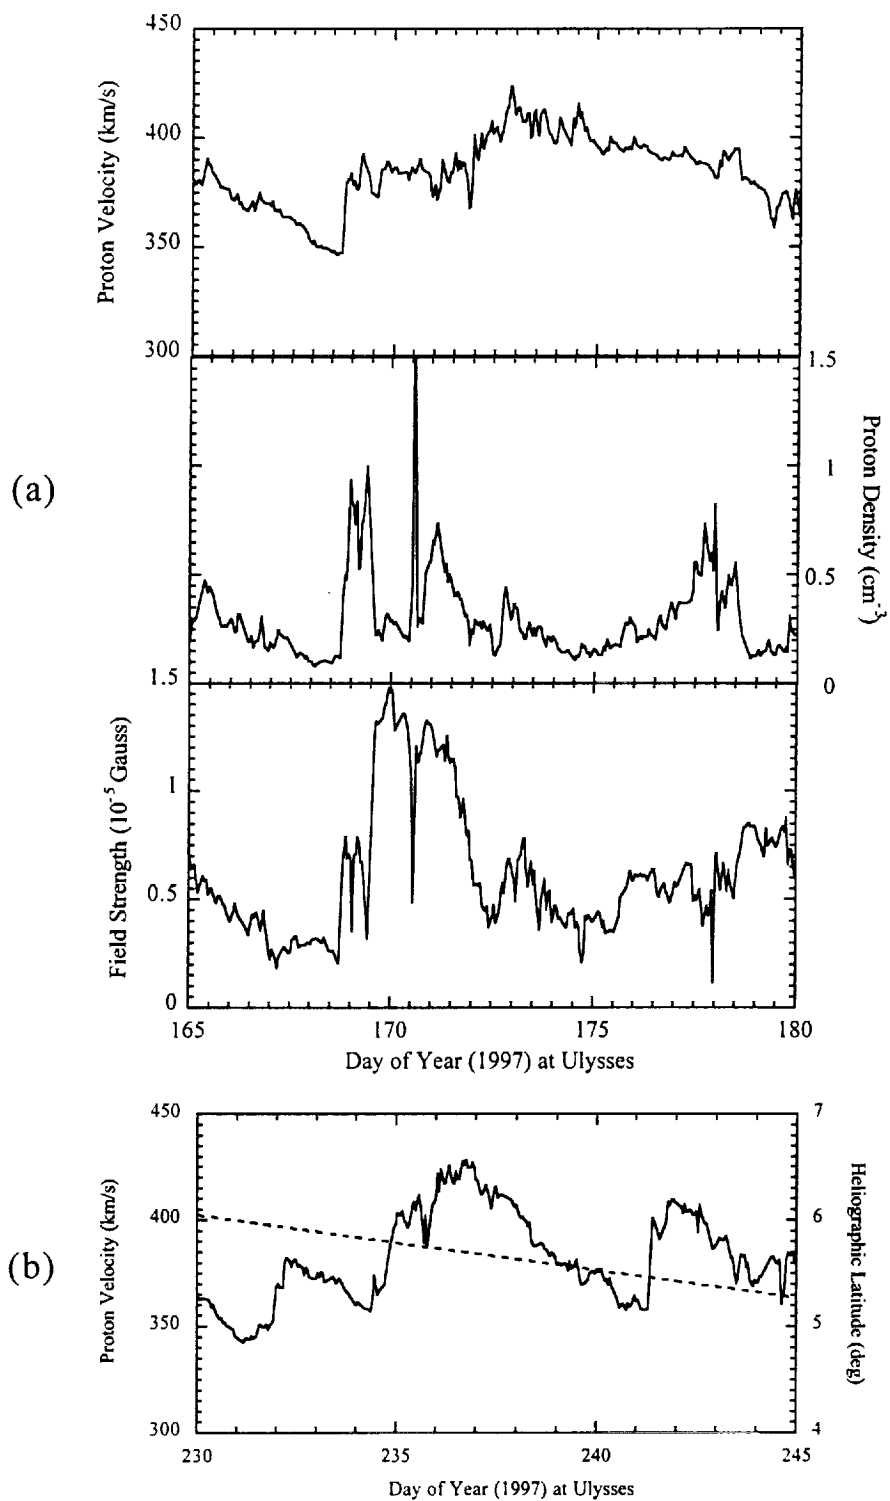 450
400
350
300
Proton Velocity (km/s)
1.5
1
0.5
0
Proton Density (cm-3)
(a)
1.5
1
0.5
0
Field Strength (10-5 Gauss)
165 170 175 180
Day of Year (1997) at Ulysses
450
400
350
300
Proton Velocity (km/s)
7
6
5
4
Heliographic Latitude (deg)
(b)
230 235 240 245
Day of Year (1997) at Ulysses